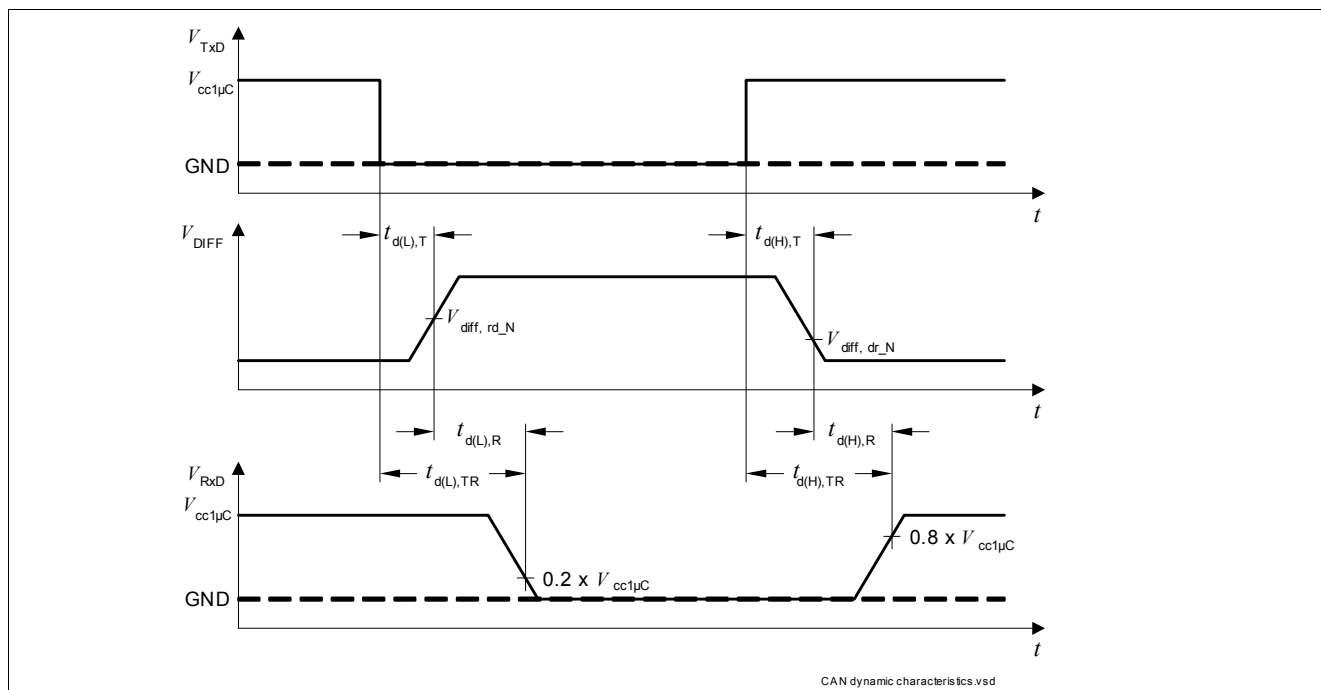 V TxD
V cc1µC
GND
t
V DIFF
t d(L),T
t d(H),T
V diff, rd_N
V diff, dr_N
t
t d(L),R
t d(H),R
V RxD
t d(L),TR
t d(H),TR
V cc1µC
0.8 x V cc1µC
0.2 x V cc1µC
GND
t
CAN dynamic characteristics.vsd